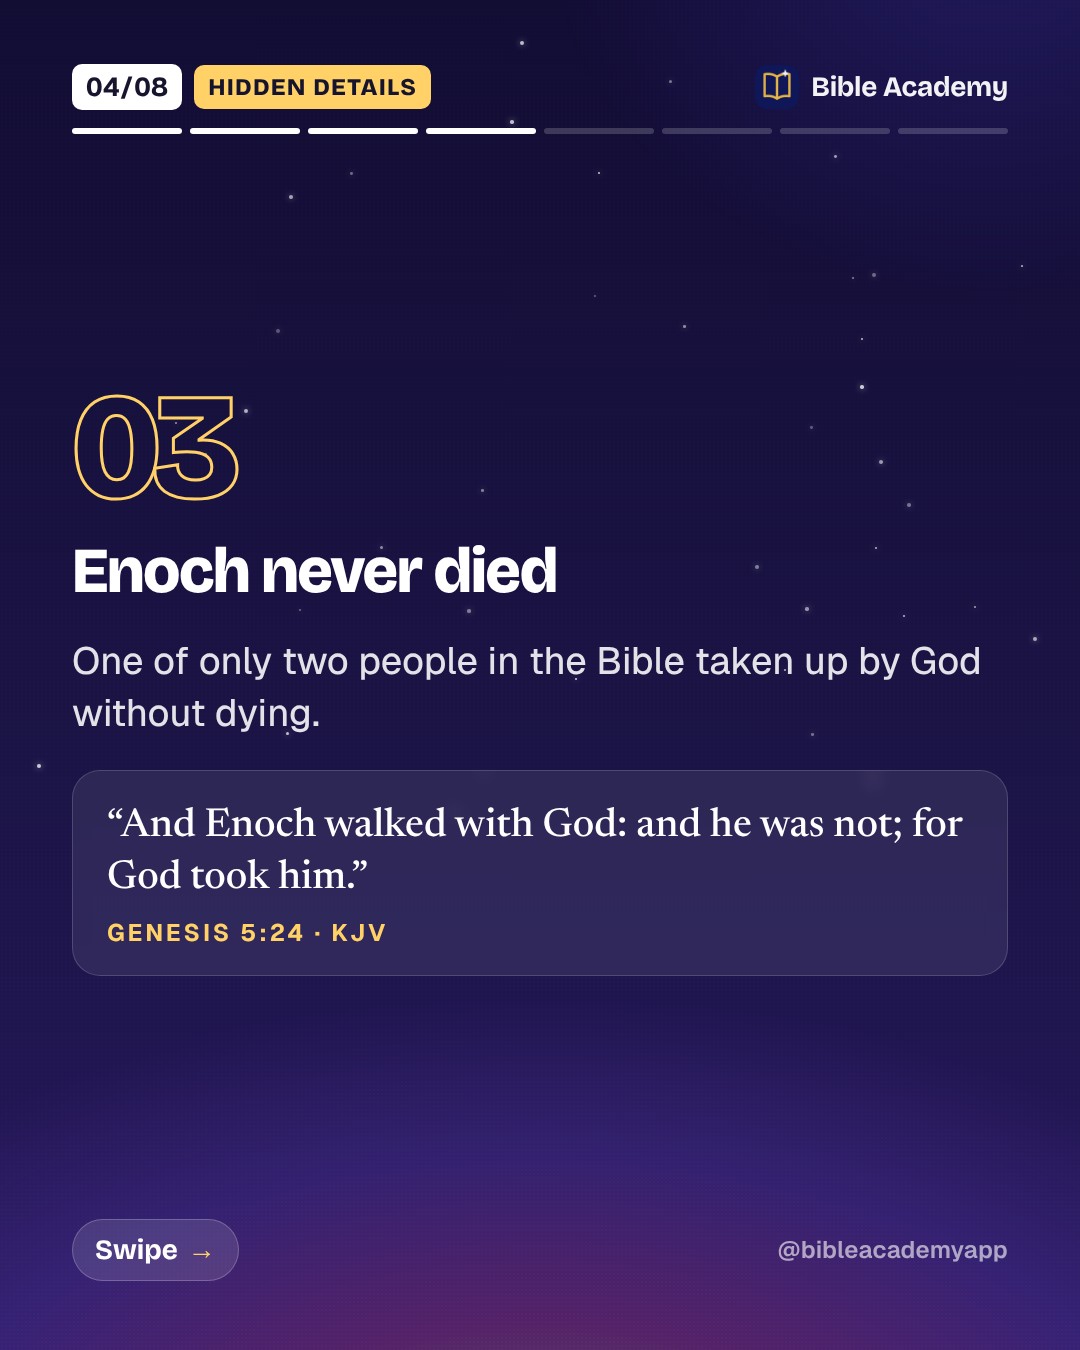 04/08
HIDDEN DETAILS
Bible Academy
03
Enoch never died
One of only two people in the Bible taken up by God
without dying.
“And Enoch walked with God: and he was not; for
God took him.”
GENESIS 5:24 · KJV
Swipe →
@bibleacademyapp